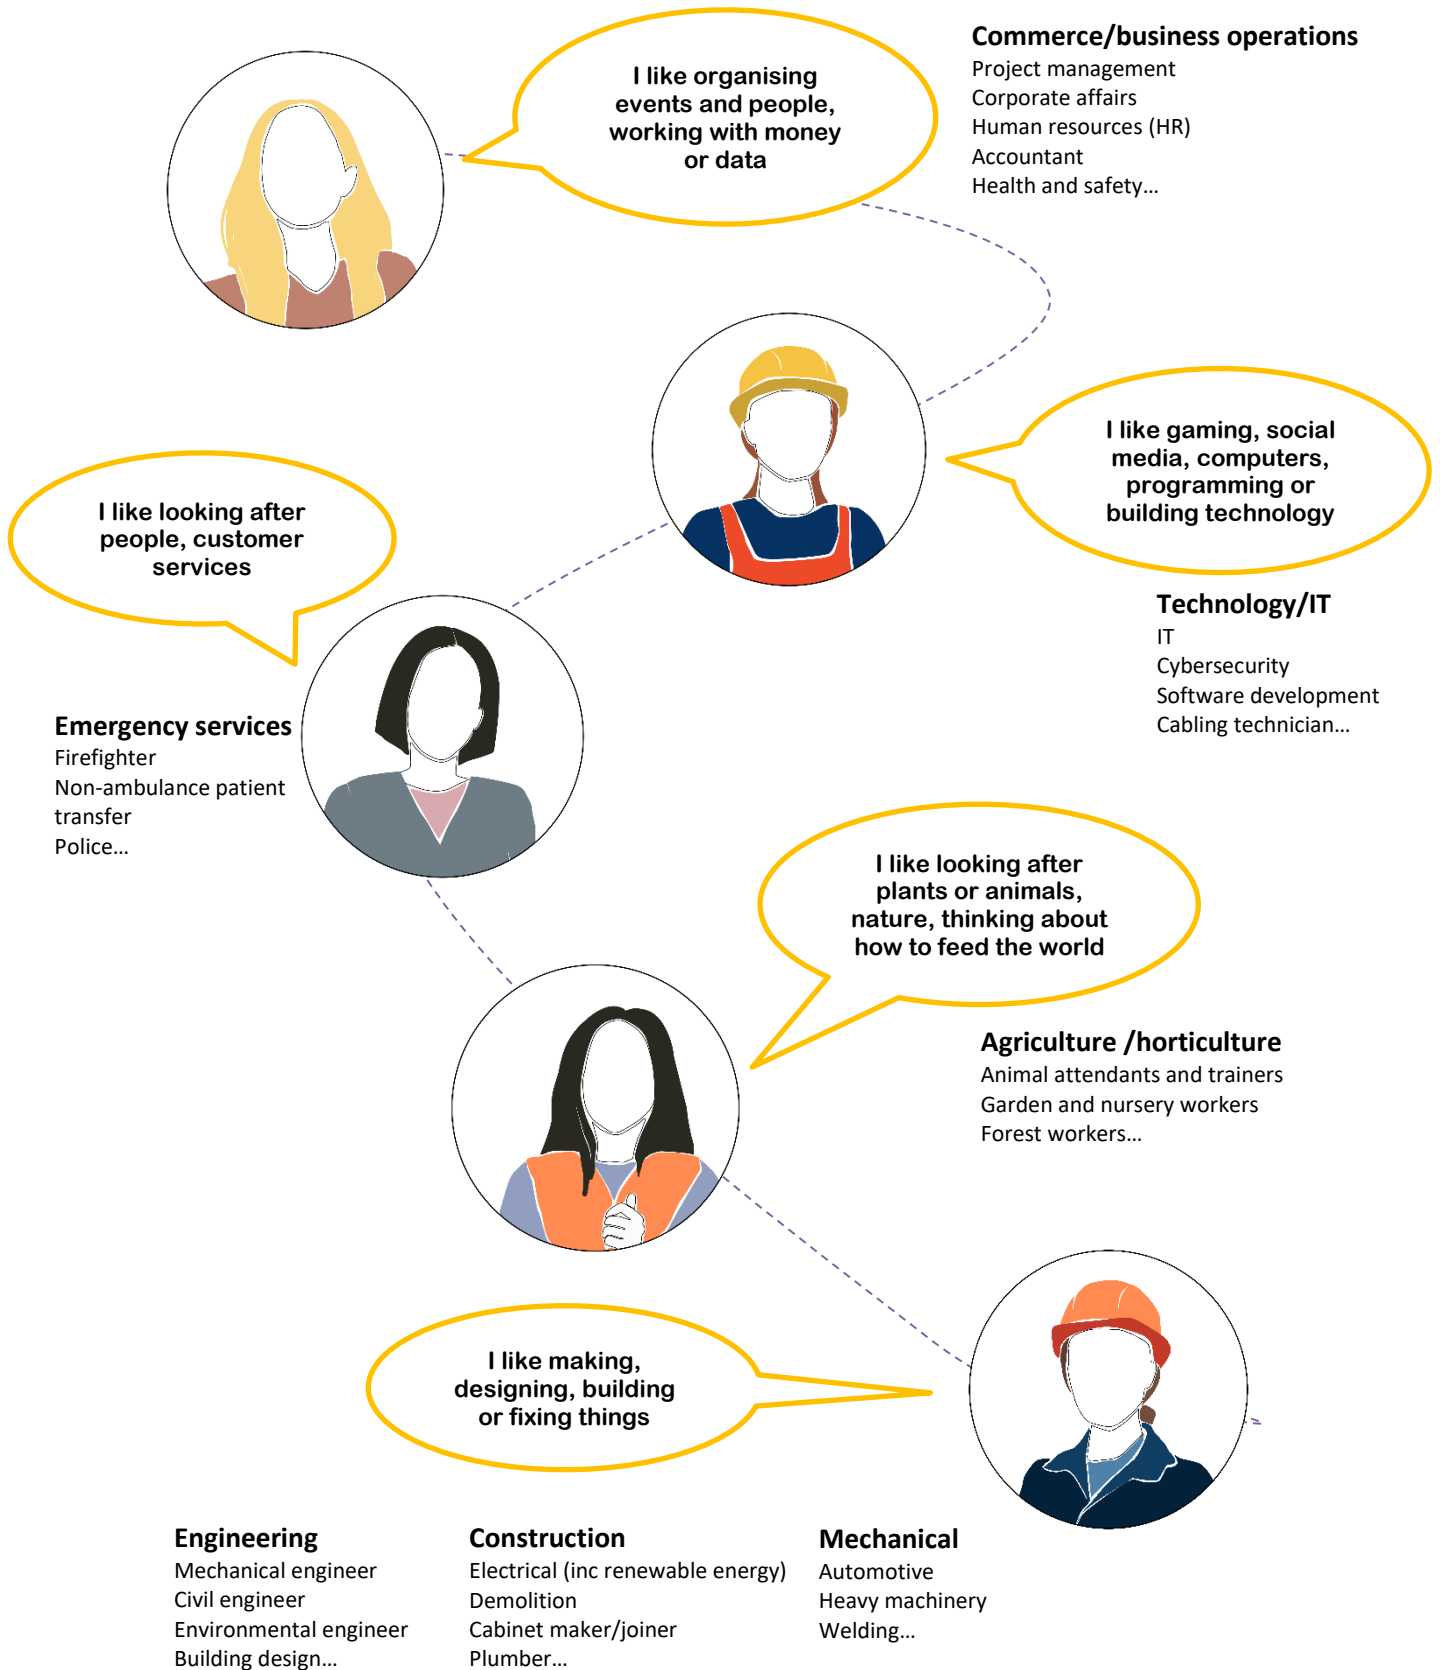 I like organising
events and people,
working with money
or data
Commerce/business operations
Project management
Corporate affairs
Human resources (HR)
Accountant
Health and safety…
I like gaming, social
media, computers,
programming or
building technology
Technology/IT
IT
Cybersecurity
Software development
Cabling technician…
I like looking after
people, customer
services
Emergency services
Firefighter
Non-ambulance patient
transfer
Police…
I like looking after
plants or animals,
nature, thinking about
how to feed the world
Agriculture /horticulture
Animal attendants and trainers
Garden and nursery workers
Forest workers…
I like making,
designing, building
or fixing things
Engineering
Mechanical engineer
Civil engineer
Environmental engineer
Building design…
Construction
Electrical (inc renewable energy)
Demolition
Cabinet maker/joiner
Plumber…
Mechanical
Automotive
Heavy machinery
Welding…